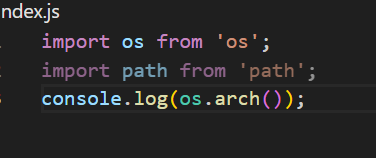 ndex.js
import os from 'os';
import path from 'path';
console.log(os.arch());